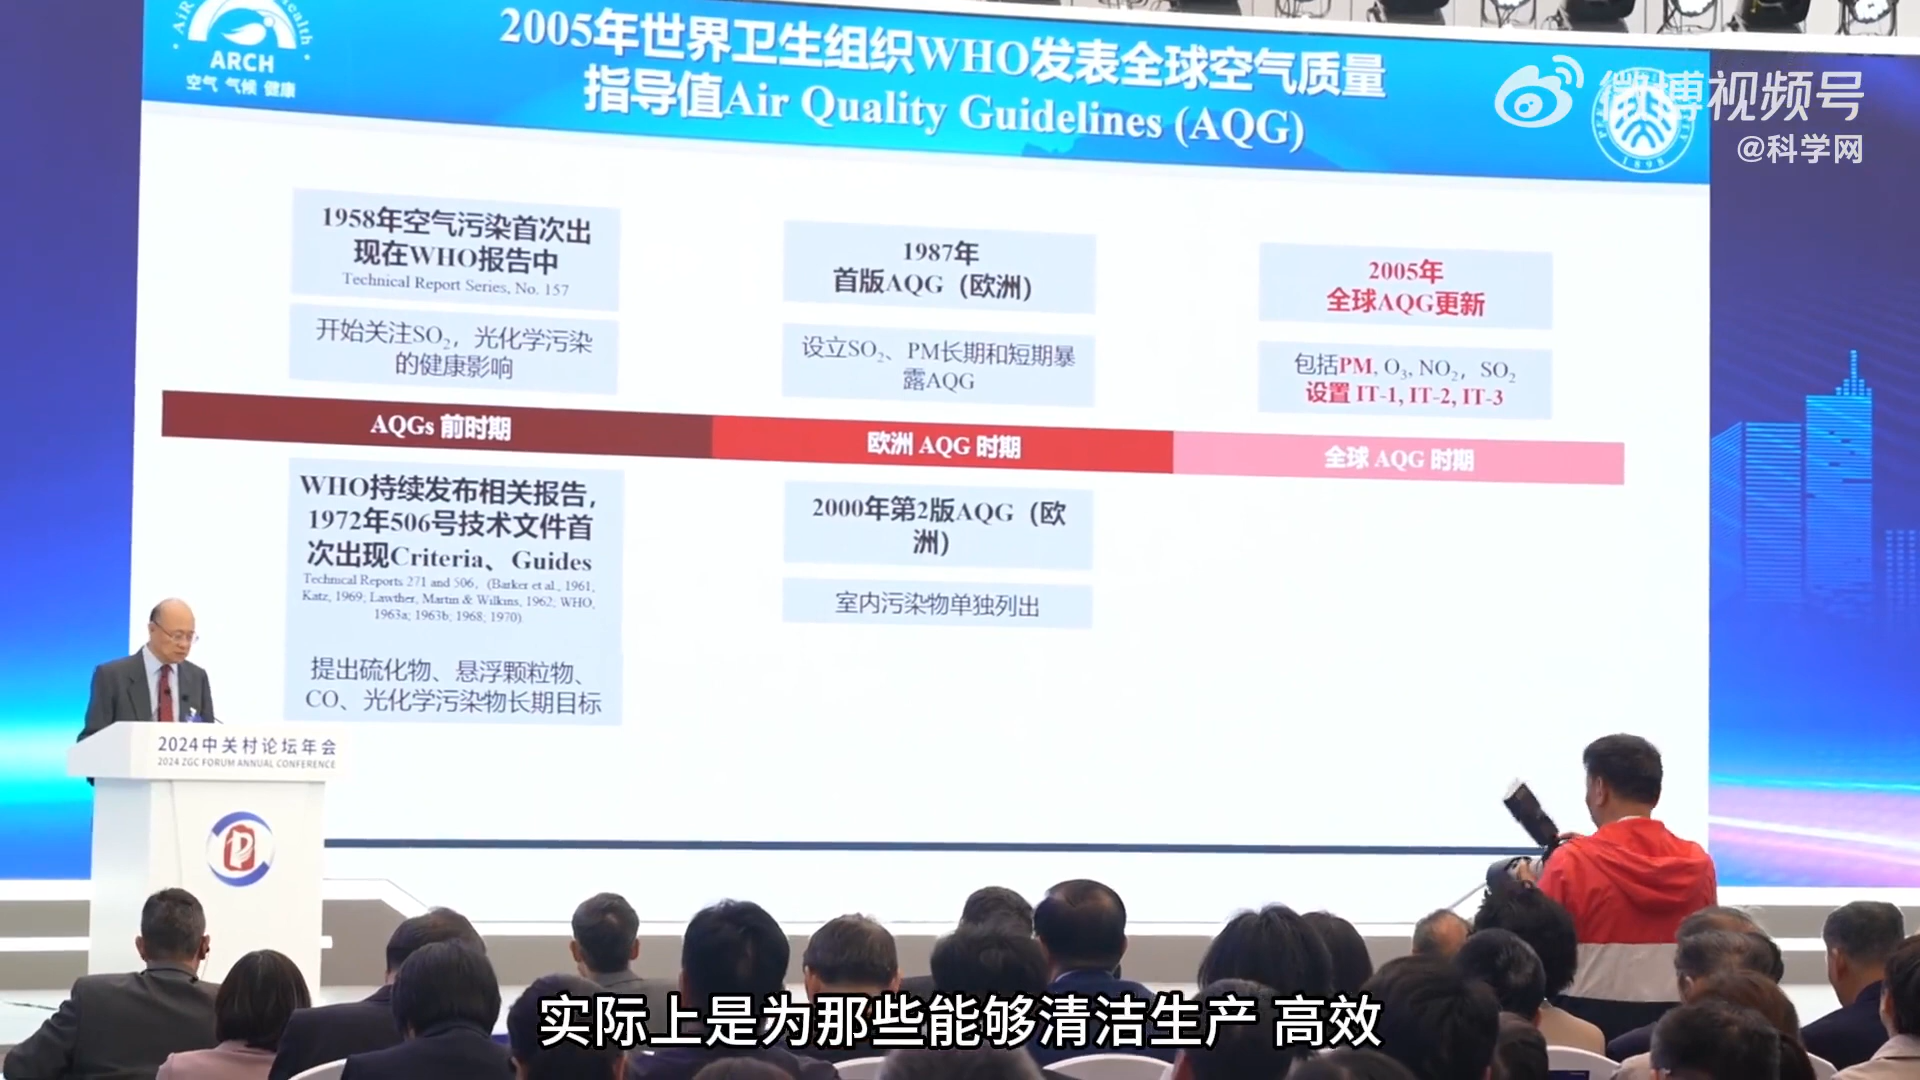 AiR
Health
ARCH
空气 气候 健康
2005年世界卫生组织WHO发表全球空气质量
指导值Air Quality Guidelines (AQG)
微博视频号
@科学网
1898
1958年空气污染首次出
现在WHO报告中
Technical Report Series, No. 157
开始关注SO₂，光化学污染
的健康影响
1987年
首版AQG（欧洲）
设立SO₂、PM长期和短期暴
露AQG
2005年
全球AQG更新
包括PM, O₃, NO₂，SO₂
设置 IT-1, IT-2, IT-3
AQGs 前时期
欧洲 AQG 时期
全球 AQG 时期
WHO持续发布相关报告，
1972年506号技术文件首
次出现Criteria、Guides
Technical Reports 271 and 506,（Barker et al., 1961;
Katz, 1969; Lawther, Martin & Wilkins, 1962; WHO,
1963a; 1963b; 1968; 1970)
提出硫化物、悬浮颗粒物、
CO、光化学污染物长期目标
2000年第2版AQG（欧
洲）
室内污染物单独列出
2024中关村论坛年会
2024 ZGC FORUM ANNUAL CONFERENCE
实际上是为那些能够清洁生产 高效